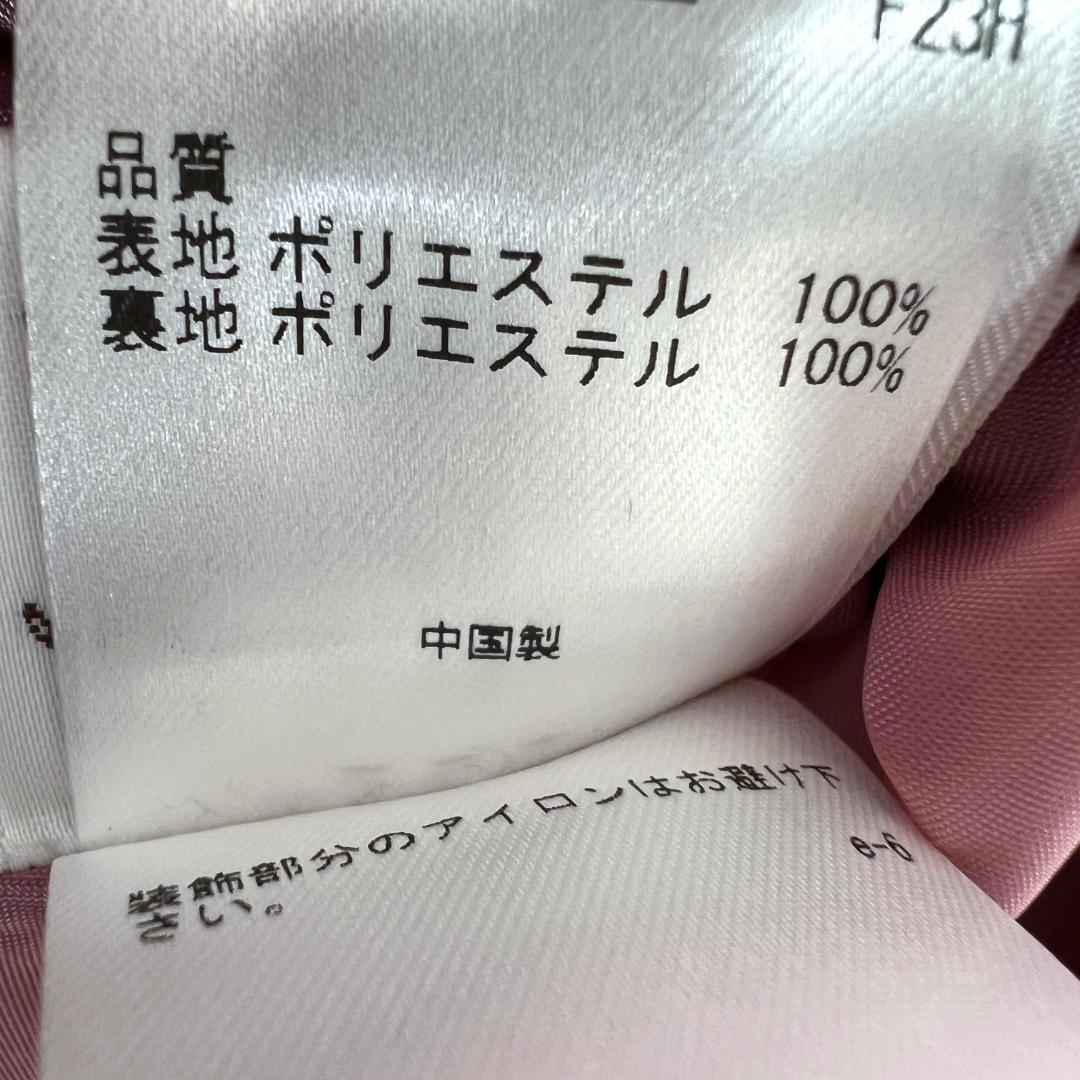 F23H
品質
表地 ポリエステル 100%
裏地 ポリエステル 100%
中国製
装飾部分のアイロンはお避け下
さい。
e-6